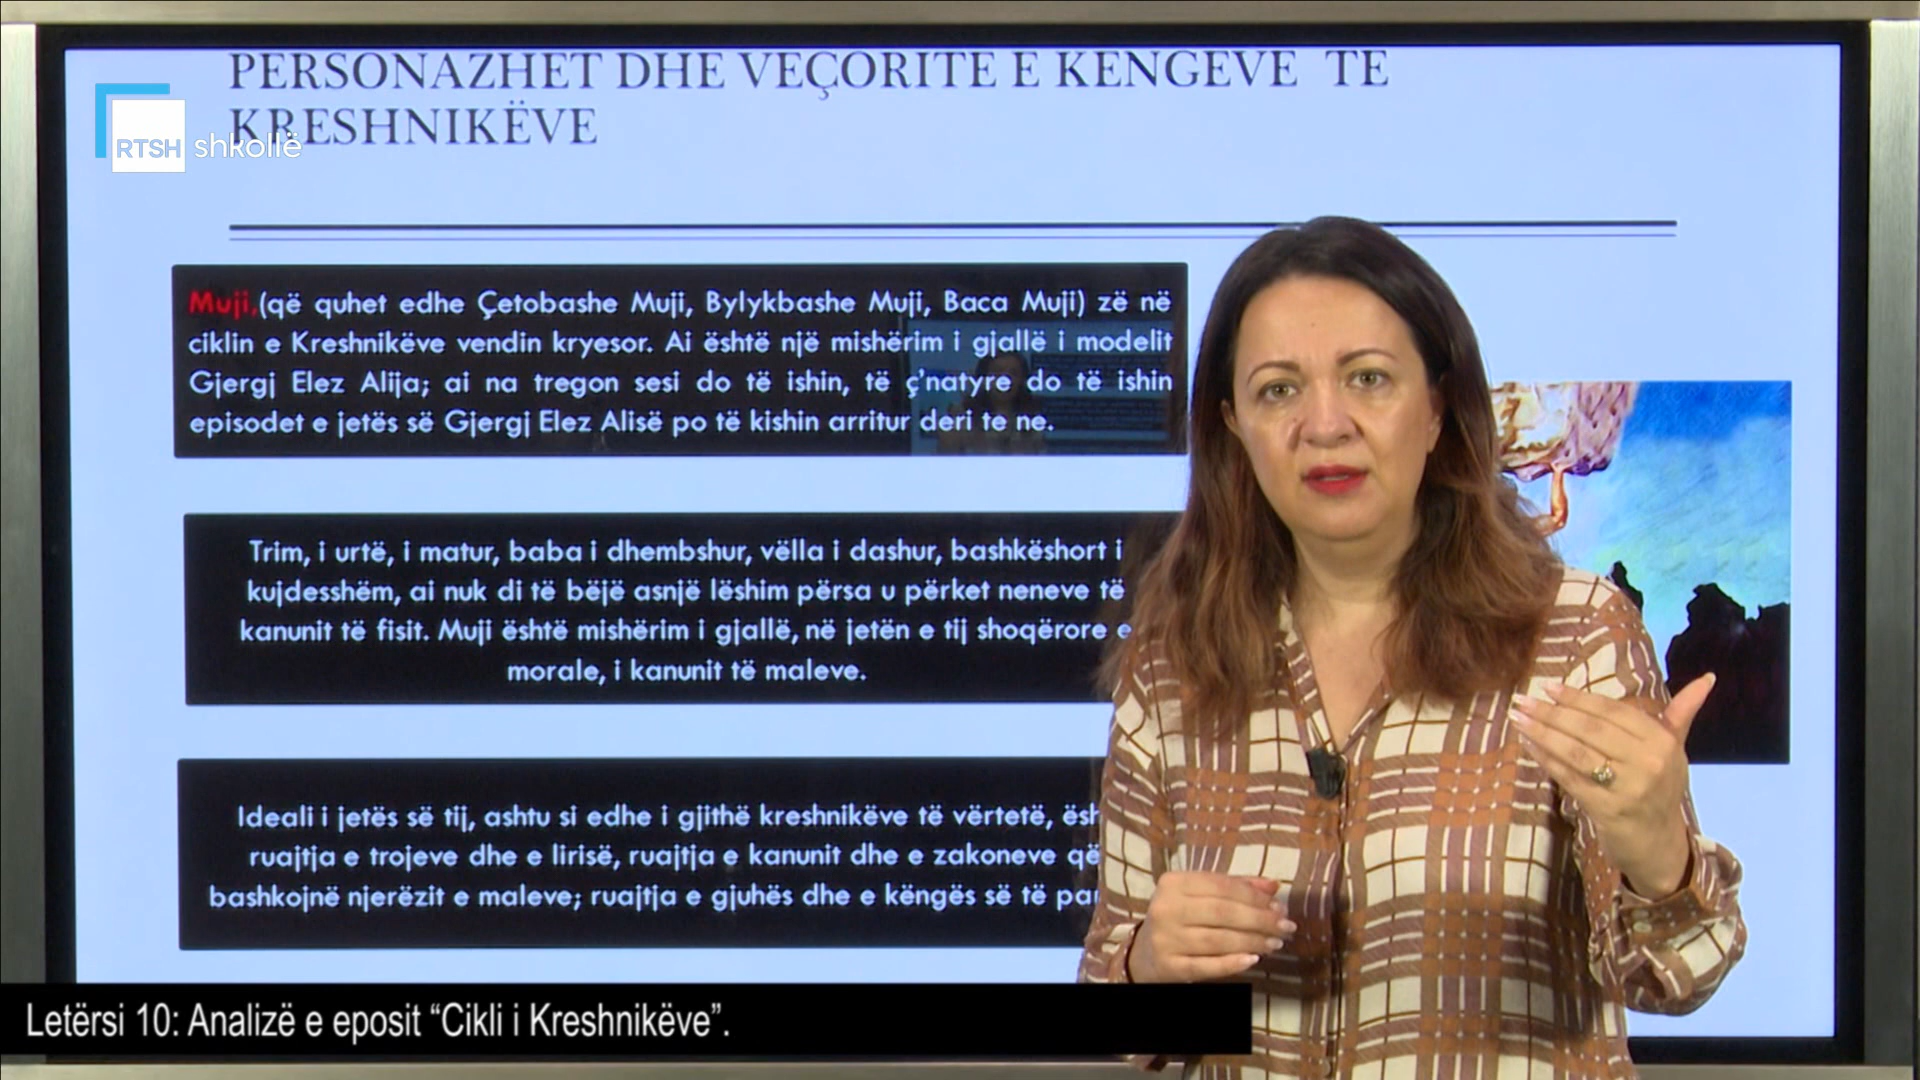 PERSONAZHET DHE VEÇORITE E KENGEVE TE
KRESHNIKËVE
RTSH shkollë
Muji,(që quhet edhe Çetobashe Muji, Bylykbashe Muji, Baca Muji) zë në
ciklin e Kreshnikëve vendin kryesor. Ai është një mishërim i gjallë i modelit
Gjergj Elez Alija; ai na tregon sesi do të ishin, të ç'natyre do të ishin
episodet e jetës së Gjergj Elez Alisë po të kishin arritur deri te ne.
Trim, i urtë, i matur, baba i dhembshur, vëlla i dashur, bashkëshort i
kujdesshëm, ai nuk di të bëjë asnjë lëshim përsa u përket neneve të
kanunit të fisit. Muji është mishërim i gjallë, në jetën e tij shoqërore e
morale, i kanunit të maleve.
Ideali i jetës së tij, ashtu si edhe i gjithë kreshnikëve të vërtetë,
ruajtja e trojeve dhe e lirisë, ruajtja e kanunit dhe e zakoneve që
bashkojnë njerëzit e maleve; ruajtja e gjuhës dhe e këngës së të
Letërsi 10: Analizë e eposit “Cikli i Kreshnikëve”.